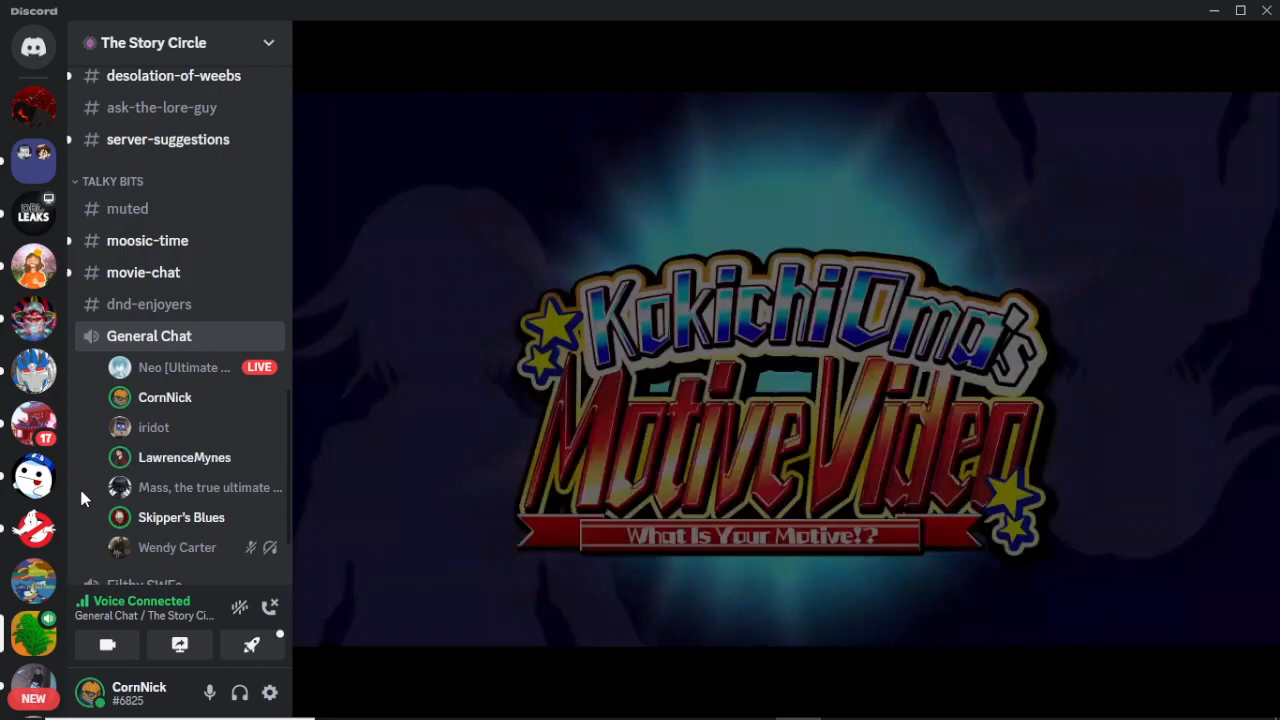 Discord
The Story Circle
desolation-of-weebs
ask-the-lore-guy
server-suggestions
TALKY BITS
muted
moosic-time
movie-chat
dnd-enjoyers
General Chat
Neo [Ultimate ... LIVE
CornNick
iridot
LawrenceMynes
Mass, the true ultimate ...
Skipper's Blues
Wendy Carter
Voice Connected
General Chat / The Story Ci...
CornNick
#6825
LEAKS
17
NEW
Kokichi Oma's
Motive Video
What Is Your Motive!?